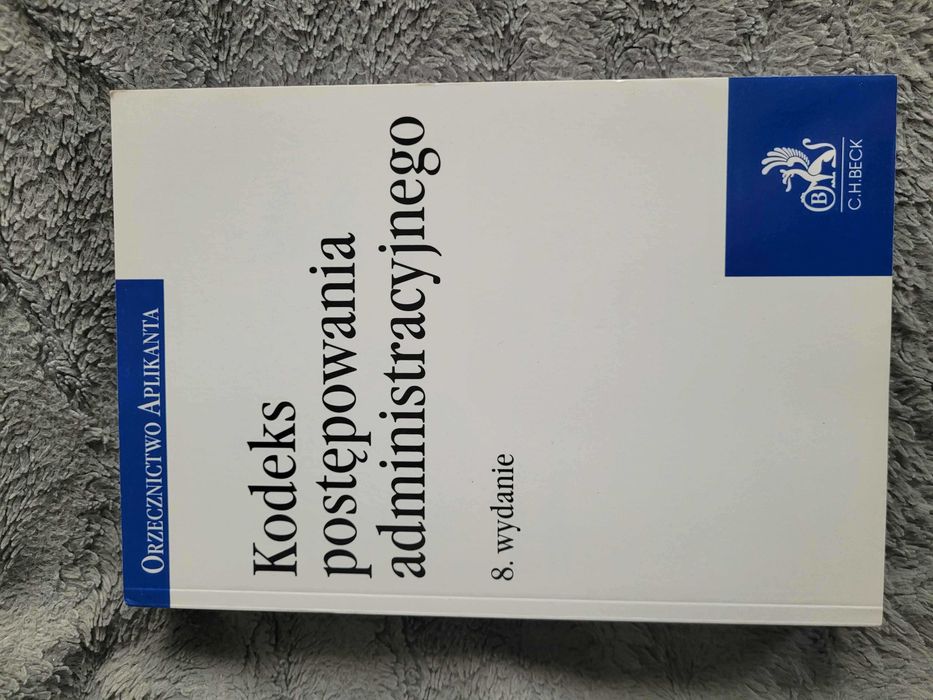 ORZECZNICTWO APLIKANTA
Kodeks
postępowania
administracyjnego
8. wydanie
B
C.H.BECK